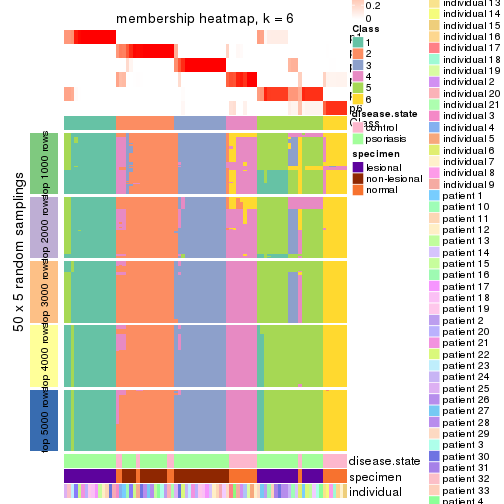 membership heatmap, k = 6
50 x 5 random samplings
top 1000 rows
top 2000 rows
top 3000 rows
top 4000 rows
top 5000 rows
Class
disease.state
specimen
individual
0.2
0
Class
1
2
3
4
5
6
disease.state
control
psoriasis
specimen
lesional
non-lesional
normal
individual 13
individual 14
individual 15
individual 16
individual 17
individual 18
individual 19
individual 2
individual 20
individual 21
individual 3
individual 4
individual 5
individual 6
individual 7
individual 8
individual 9
patient 1
patient 10
patient 11
patient 12
patient 13
patient 14
patient 15
patient 16
patient 17
patient 18
patient 19
patient 2
patient 20
patient 21
patient 22
patient 23
patient 24
patient 25
patient 26
patient 27
patient 28
patient 29
patient 3
patient 30
patient 31
patient 32
patient 33
patient 4